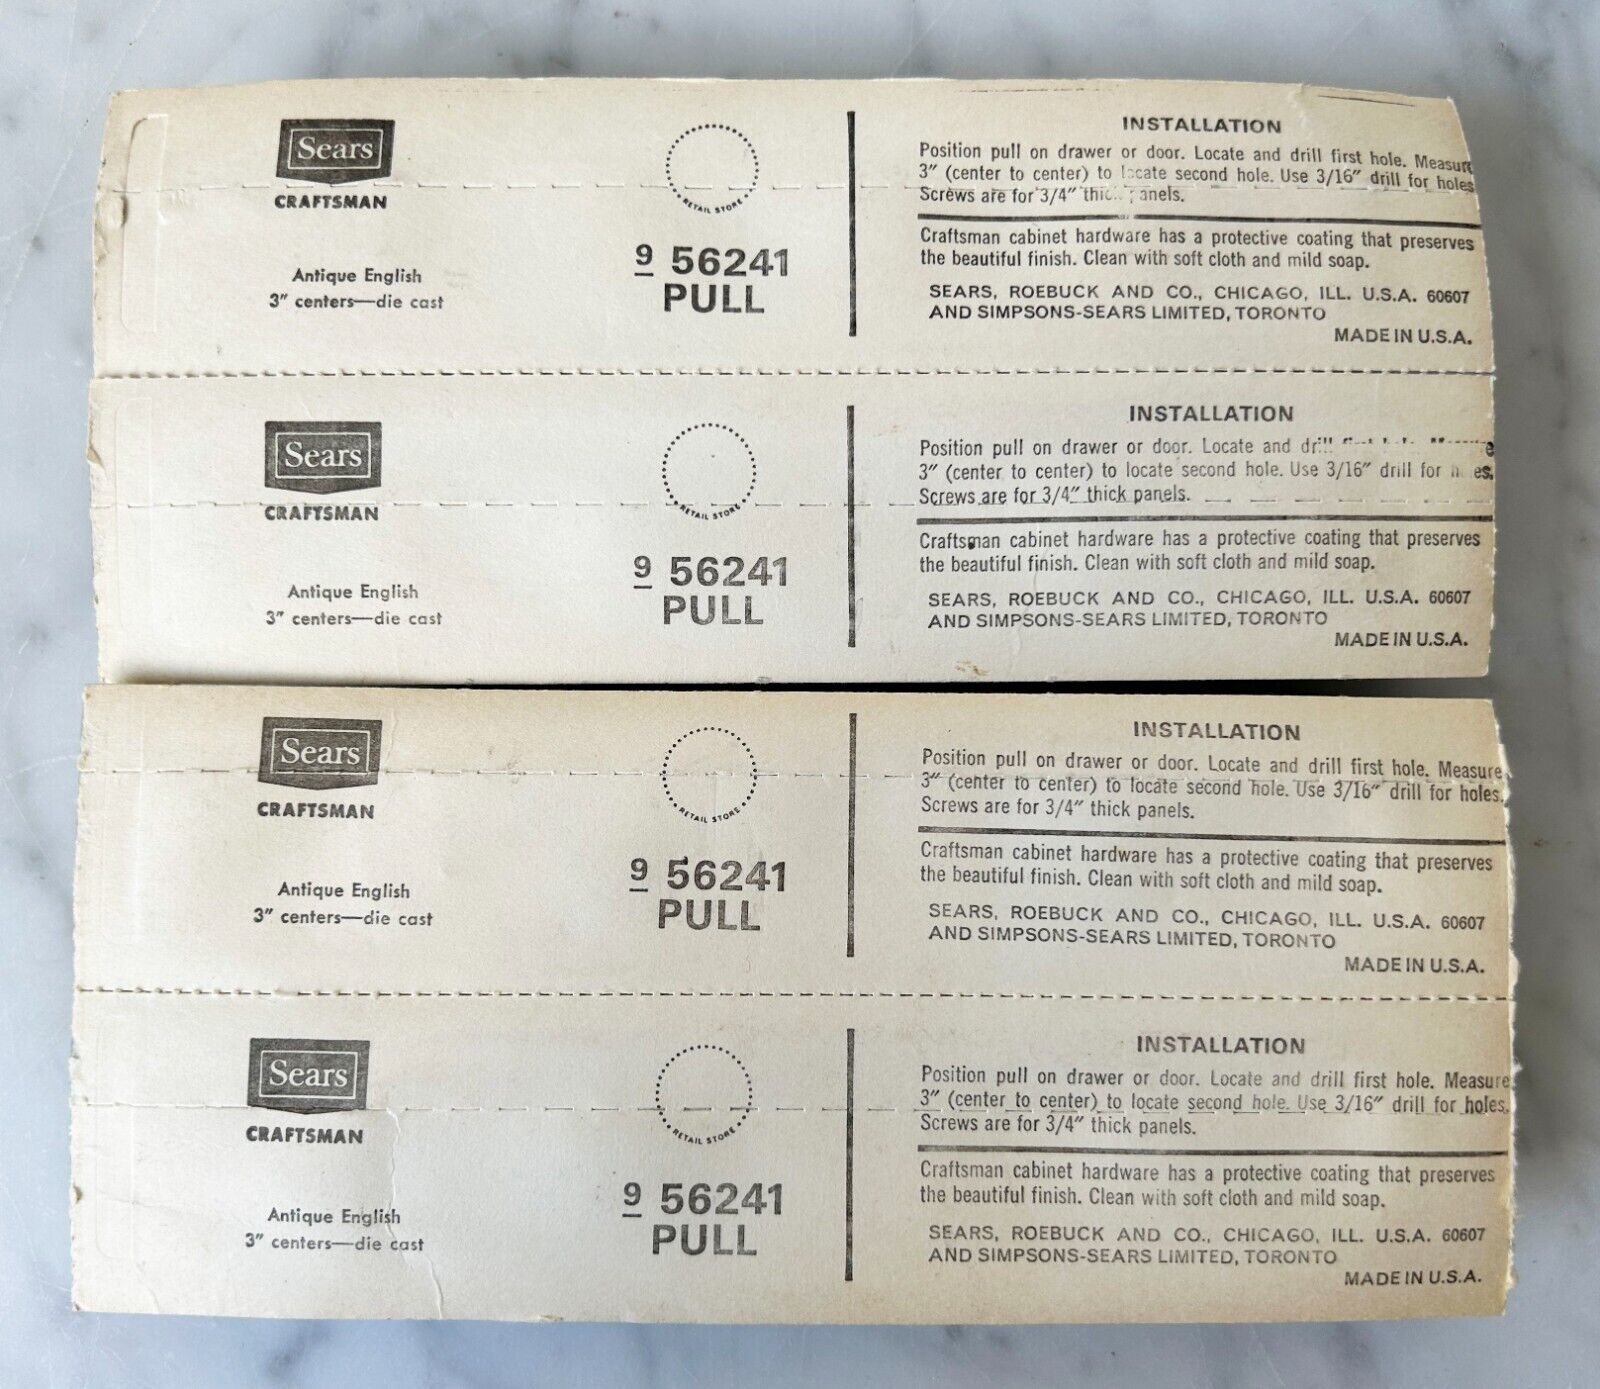 Sears
CRAFTSMAN
Antique English
3" centers—die cast
RETAIL STORE
9 56241
PULL
INSTALLATION
Position pull on drawer or door. Locate and drill first hole. Measure
3" (center to center) to locate second hole. Use 3/16" drill for holes
Screws are for 3/4" thic
Craftsman cabinet hardware has a protective coating that preserves
the beautiful finish. Clean with soft cloth and mild soap.
SEARS, ROEBUCK AND CO., CHICAGO, ILL. U.S.A. 60607
AND SIMPSONS-SEARS LIMITED, TORONTO
MADE IN U.S.A.
Sears
CRAFTSMAN
Antique English
3" centers—die cast
RETAIL STORE
9 56241
PULL
INSTALLATION
Position pull on drawer or door. Locate and
3" (center to center) to locate second hole. Use 3/16" drill for
Screws are for 3/4" thick panels.
Craftsman cabinet hardware has a protective coating that preserves
the beautiful finish. Clean with soft cloth and mild soap.
SEARS, ROEBUCK AND CO., CHICAGO, ILL. U.S.A. 60607
AND SIMPSONS-SEARS LIMITED, TORONTO
MADE IN U.S.A.
Sears
CRAFTSMAN
Antique English
3" centers—die cast
RETAIL STORE
9 56241
PULL
INSTALLATION
Position pull on drawer or door. Locate and drill first hole. Measure
3" (center to center) to locate second hole. Use 3/16" drill for holes.
Screws are for 3/4" thick panels.
Craftsman cabinet hardware has a protective coating that preserves
the beautiful finish. Clean with soft cloth and mild soap.
SEARS, ROEBUCK AND CO., CHICAGO, ILL. U.S.A. 60607
AND SIMPSONS-SEARS LIMITED, TORONTO
MADE IN U.S.A.
Sears
CRAFTSMAN
Antique English
3" centers—die cast
RETAIL STORE
9 56241
PULL
INSTALLATION
Position pull on drawer or door. Locate and drill first hole. Measure
3" (center to center) to locate second hole. Use 3/16" drill for holes.
Screws are for 3/4" thick panels.
Craftsman cabinet hardware has a protective coating that preserves
the beautiful finish. Clean with soft cloth and mild soap.
SEARS, ROEBUCK AND CO., CHICAGO, ILL. U.S.A. 60607
AND SIMPSONS-SEARS LIMITED, TORONTO
MADE IN U.S.A.